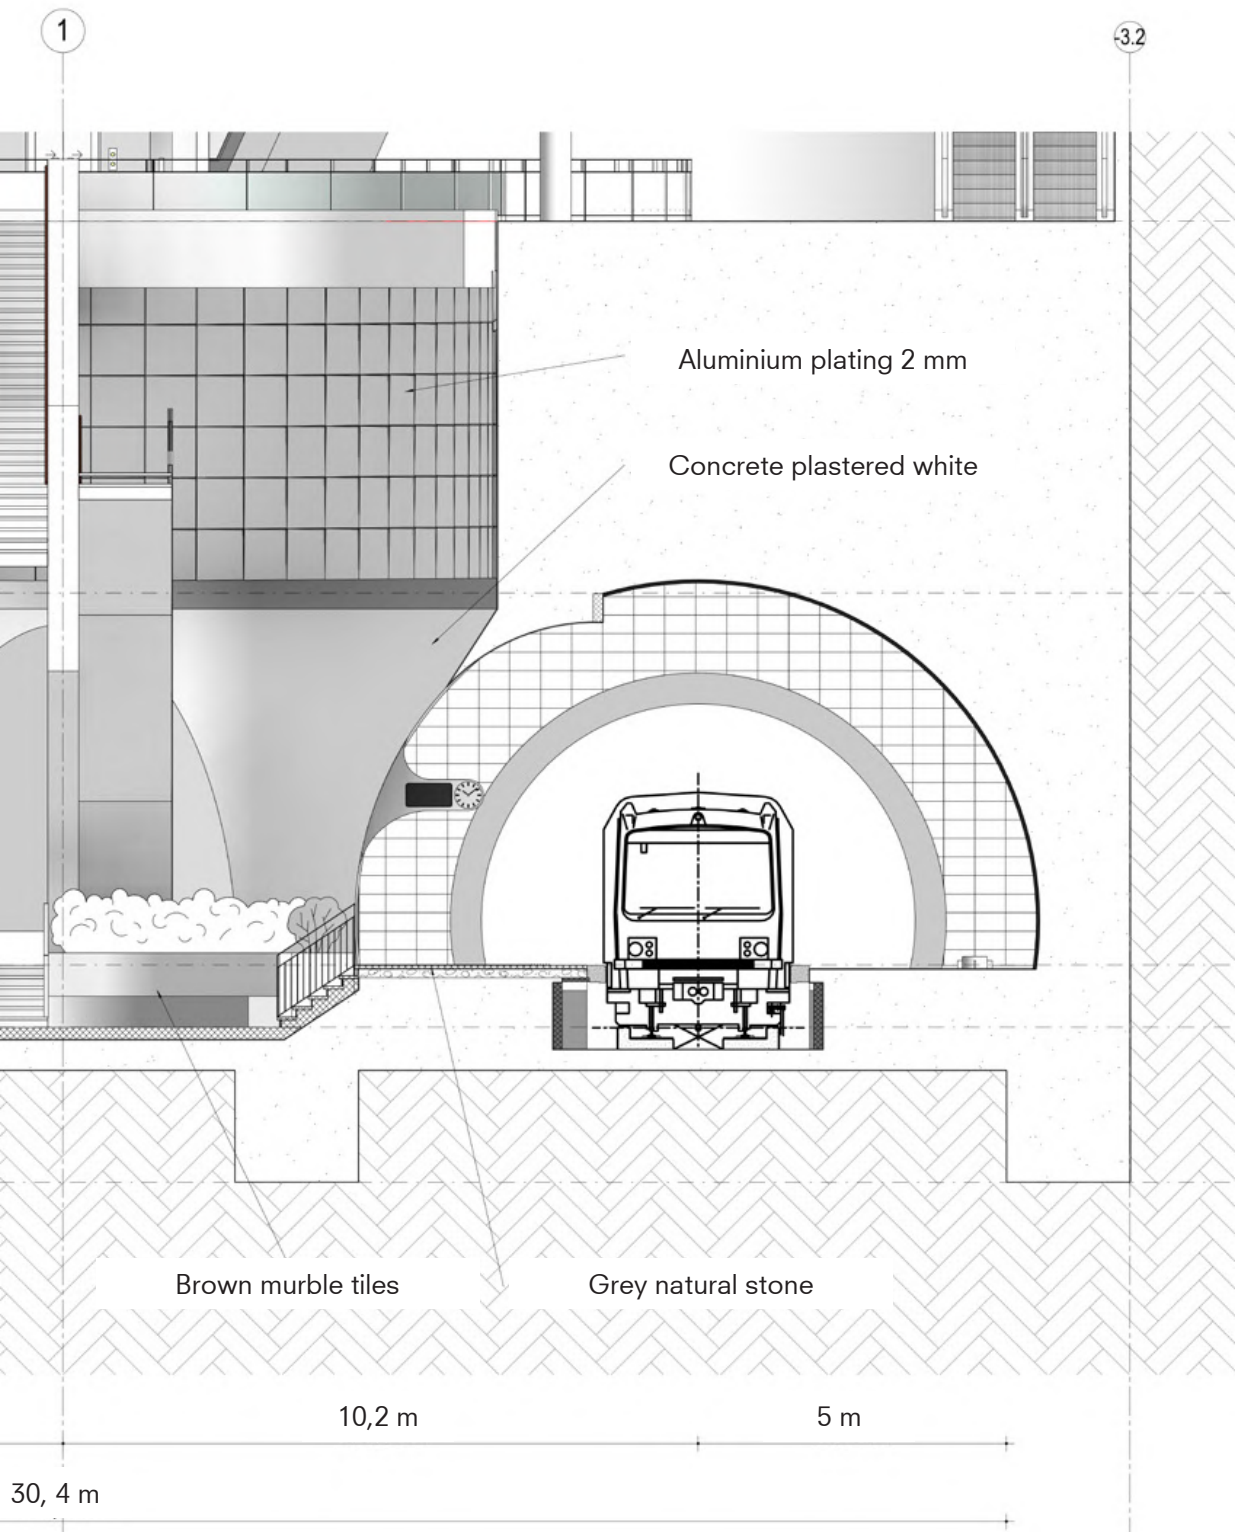 1
-3.2
Aluminium plating 2 mm
Concrete plastered white
Brown murble tiles
Grey natural stone
10,2 m
5 m
30, 4 m